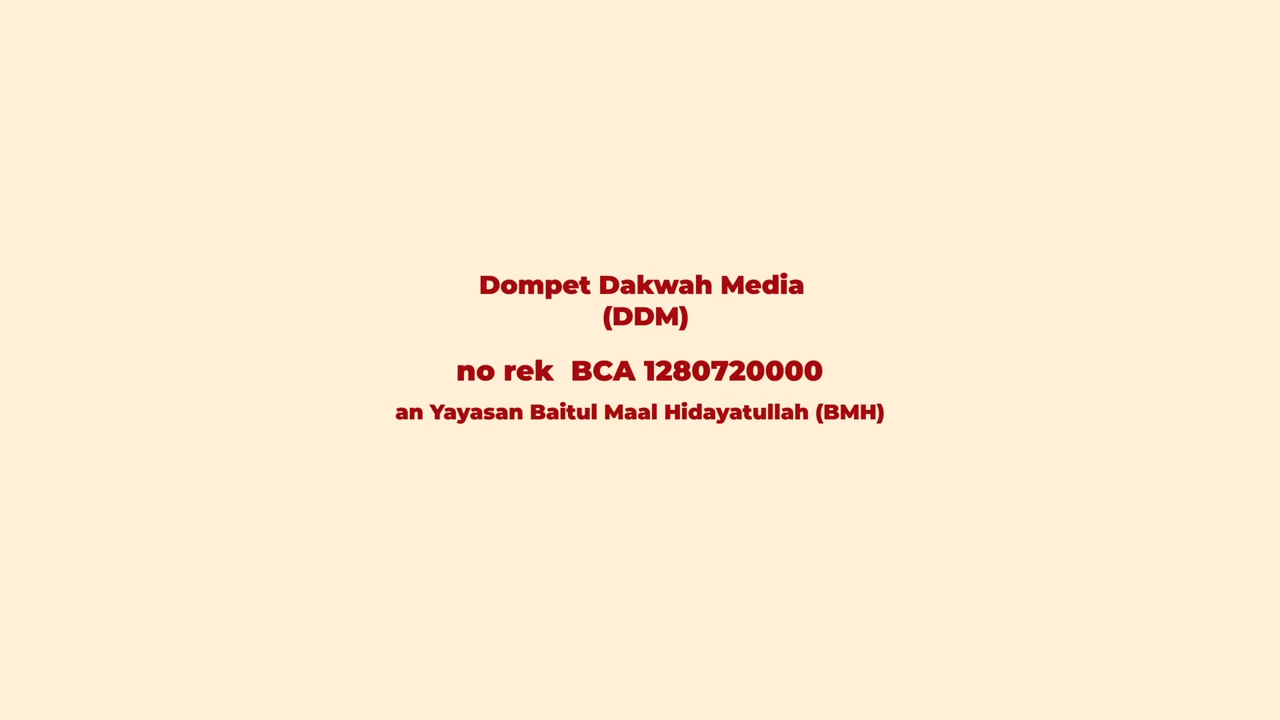 Dompet Dakwah Media
(DDM)
no rek  BCA 1280720000
an Yayasan Baitul Maal Hidayatullah (BMH)